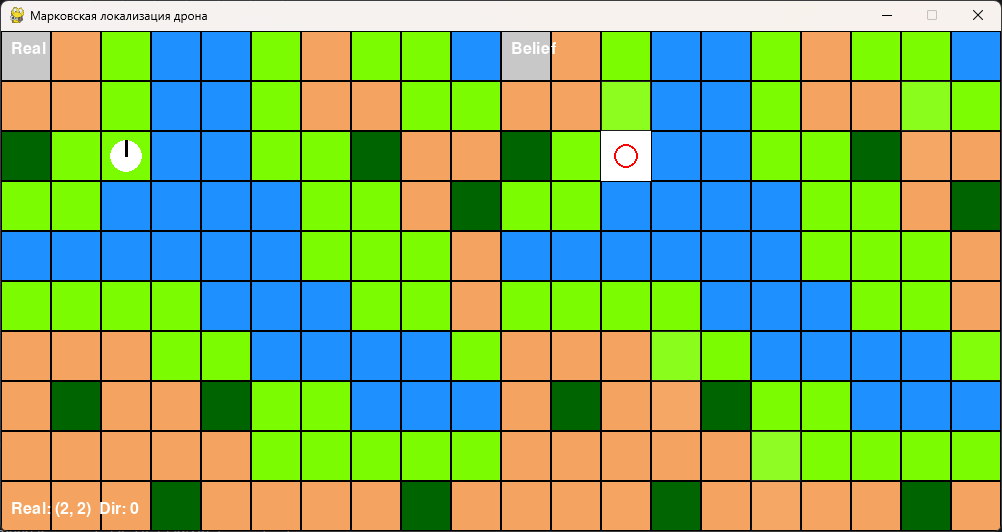 Марковская локализация дрона
Real
Belief
Real: (2, 2) Dir: 0